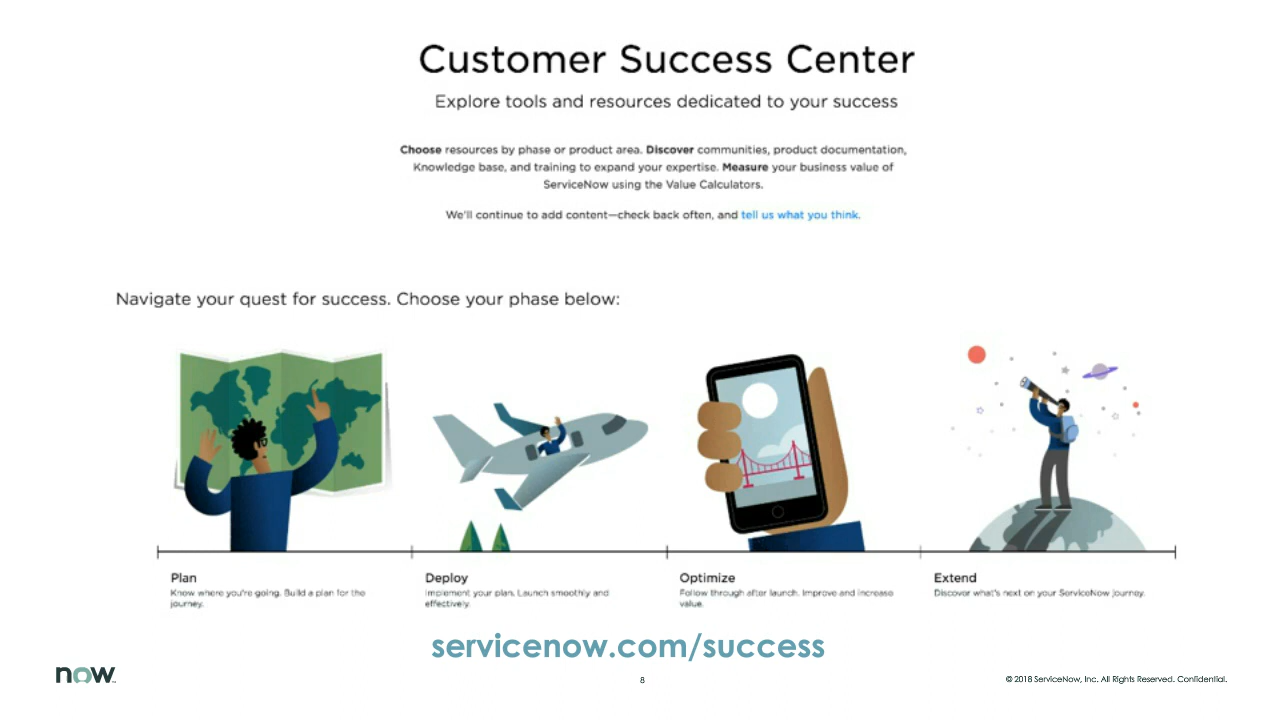 Customer Success Center
Explore tools and resources dedicated to your success
Choose resources by phase or product area. Discover communities, product documentation,
Knowledge base, and training to expand your expertise. Measure your business value of
ServiceNow using the Value Calculators.
We'll continue to add content—check back often, and tell us what you think.
Navigate your quest for success. Choose your phase below:
Plan
Know where you're going. Build a plan for the
journey.
Deploy
Implement your plan. Launch smoothly and
effectively.
Optimize
Follow through after launch. Improve and increase
value.
Extend
Discover what's next on your ServiceNow journey.
servicenow.com/success
now
8
© 2018 ServiceNow, Inc. All Rights Reserved. Confidential.